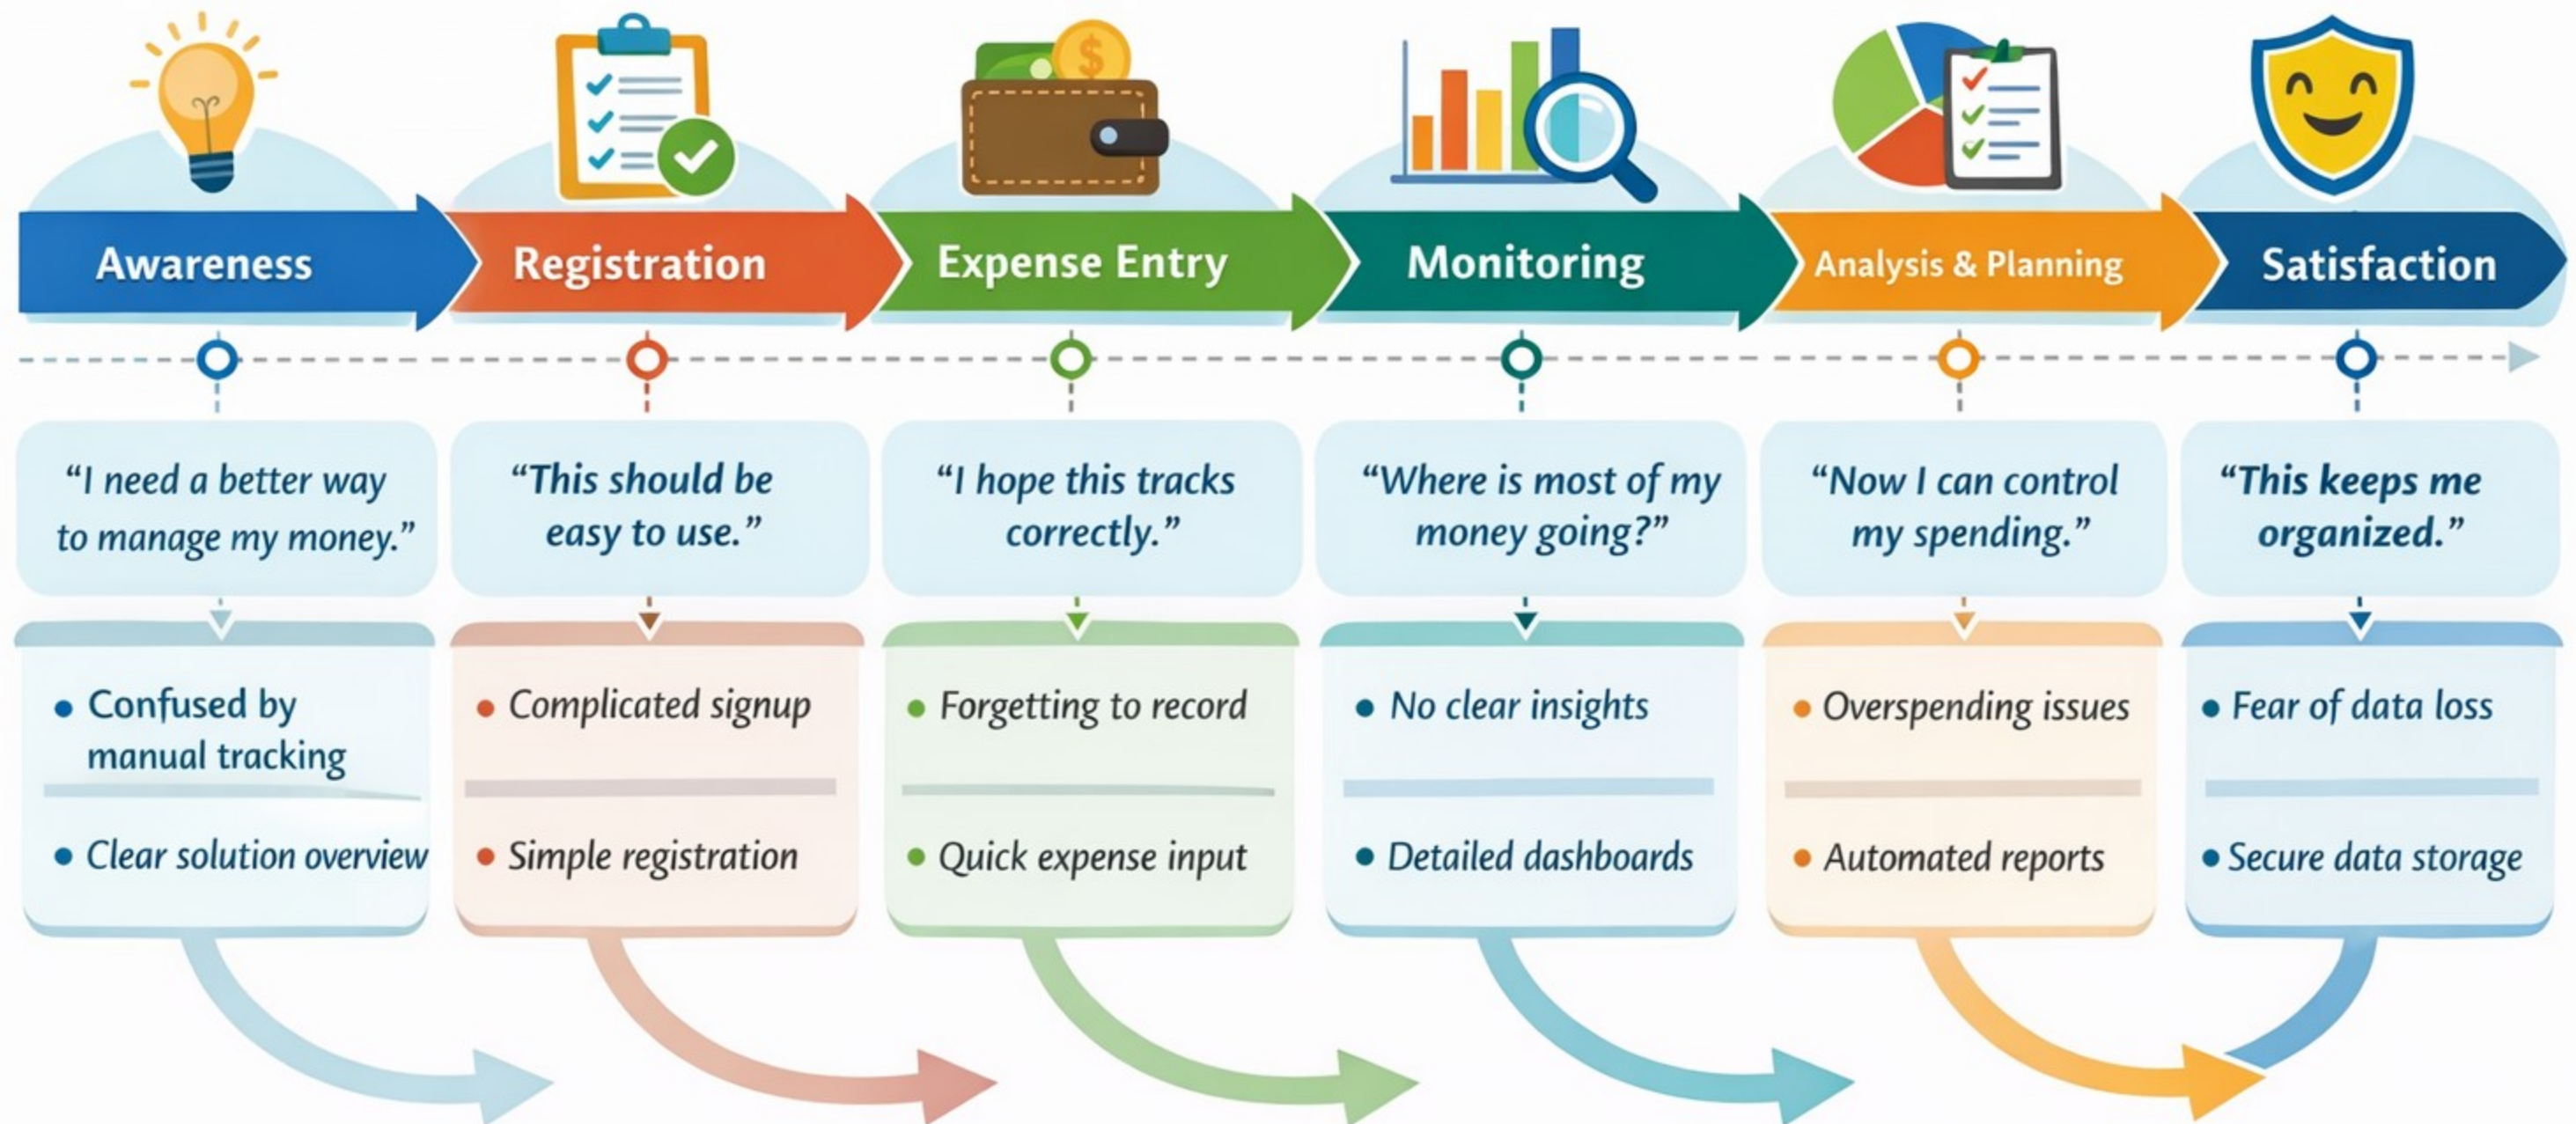 $
Awareness
Registration
Expense Entry
Monitoring
Analysis & Planning
Satisfaction
“I need a better way
to manage my money.”
“This should be
easy to use.”
“I hope this tracks
correctly.”
“Where is most of my
money going?”
“Now I can control
my spending.”
“This keeps me
organized.”
• Confused by
manual tracking
• Clear solution overview
• Complicated signup
• Simple registration
• Forgetting to record
• Quick expense input
• No clear insights
• Detailed dashboards
• Overspending issues
• Automated reports
• Fear of data loss
• Secure data storage